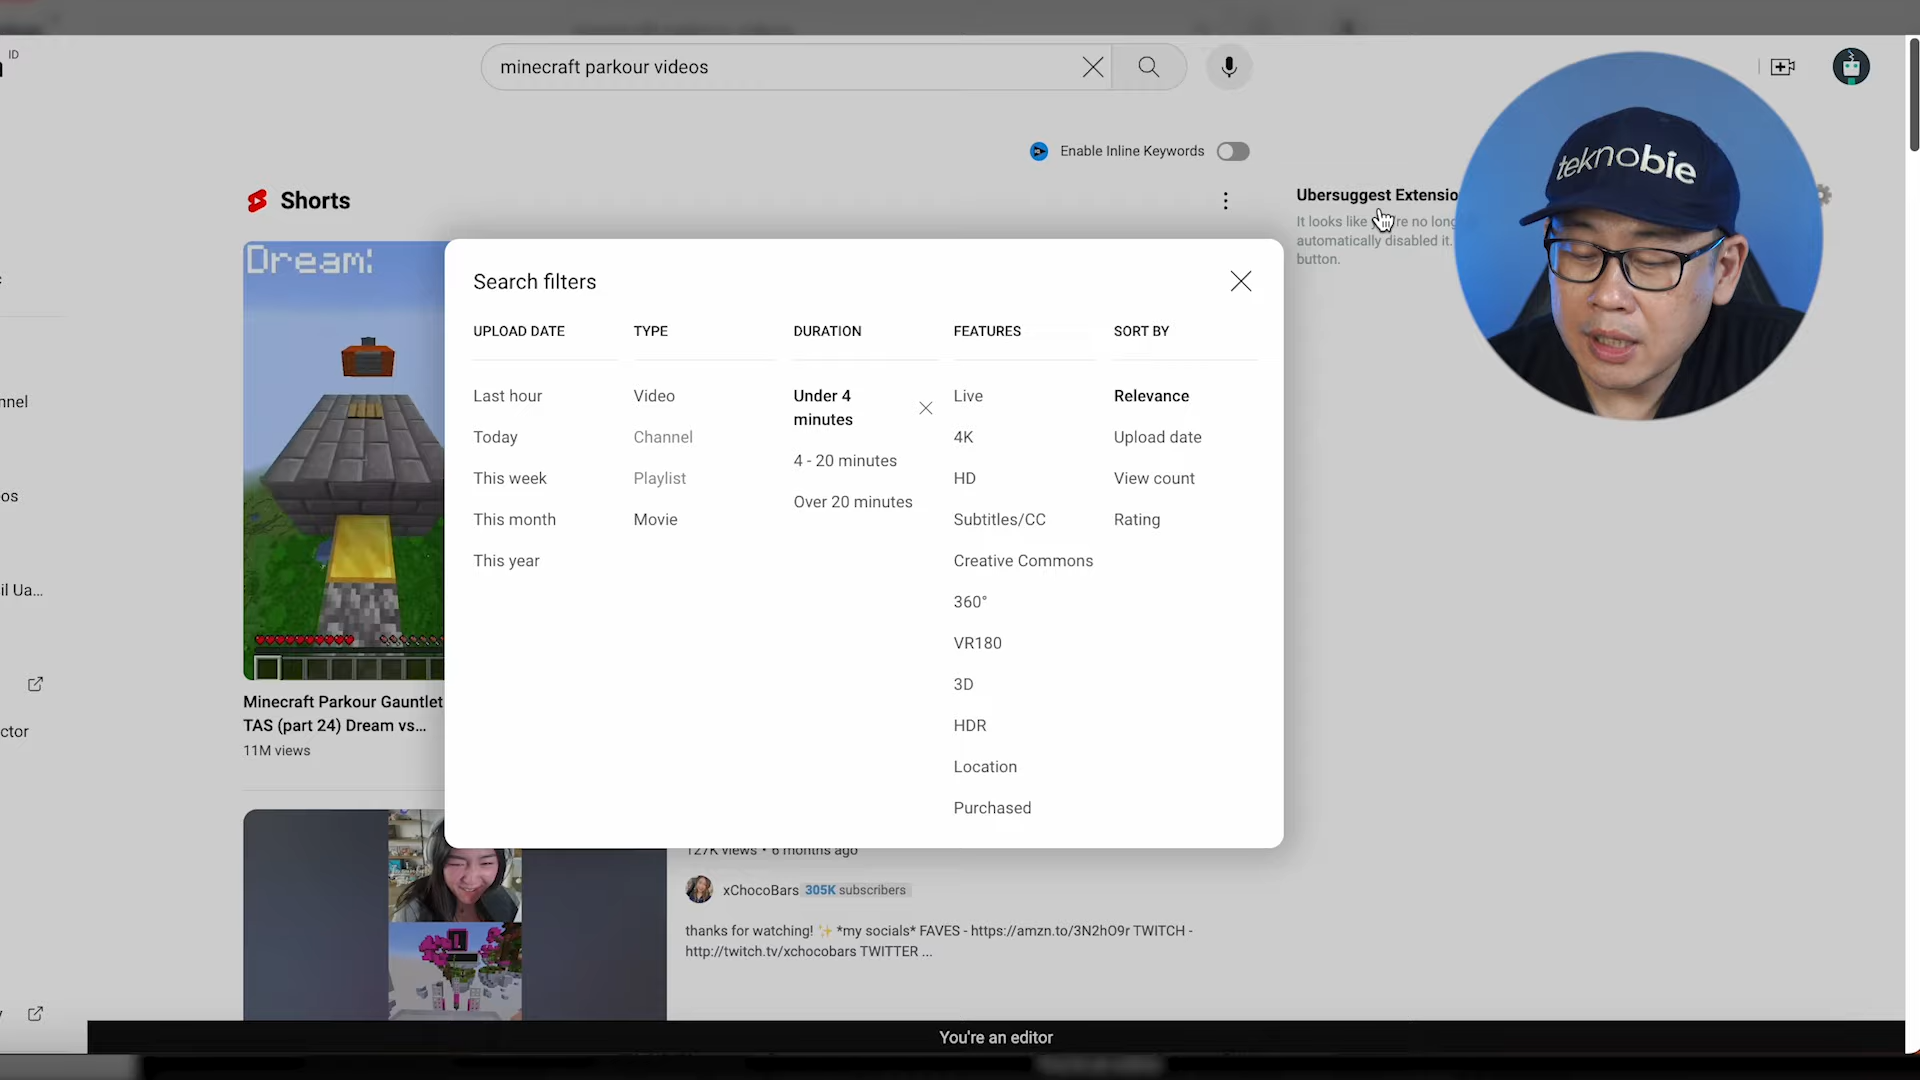 ID
minecraft parkour videos
Enable Inline Keywords
Shorts
Ubersuggest Extensio
It looks like
re no long
automatically disabled it.
button.
teknobie
Dream:
Search filters
UPLOAD DATE
TYPE
DURATION
FEATURES
SORT BY
Last hour
Video
Under 4
minutes
Live
Relevance
Today
Channel
4 - 20 minutes
4K
Upload date
This week
Playlist
Over 20 minutes
HD
View count
This month
Movie
Subtitles/CC
Rating
This year
Creative Commons
360°
VR180
3D
HDR
Location
Purchased
nnel
os
il Ua...
ctor
Minecraft Parkour Gauntlet
TAS (part 24) Dream vs...
11M views
127K views • 6 months ago
xChocoBars 305K subscribers
thanks for watching! ✨ *my socials* FAVES - https://amzn.to/3N2hO9r TWITCH -
http://twitch.tv/xchocobars TWITTER ...
You're an editor